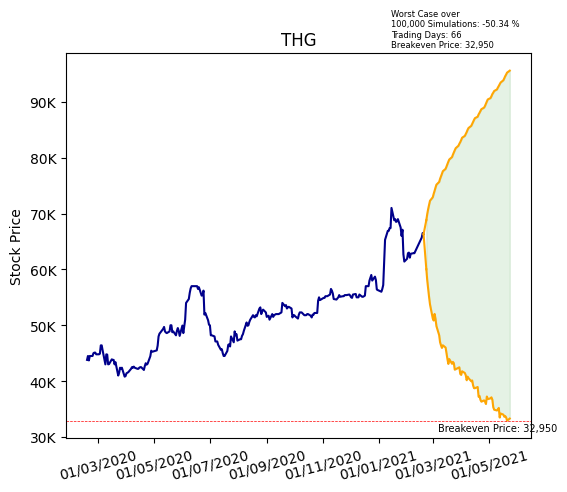 Worst Case over
100,000 Simulations: -50.34 %
Trading Days: 66
Breakeven Price: 32,950
THG
90K
80K
70K
60K
50K
40K
30K
Stock Price
Breakeven Price: 32,950
01/03/2020
01/05/2020
01/07/2020
01/09/2020
01/11/2020
01/01/2021
01/03/2021
01/05/2021